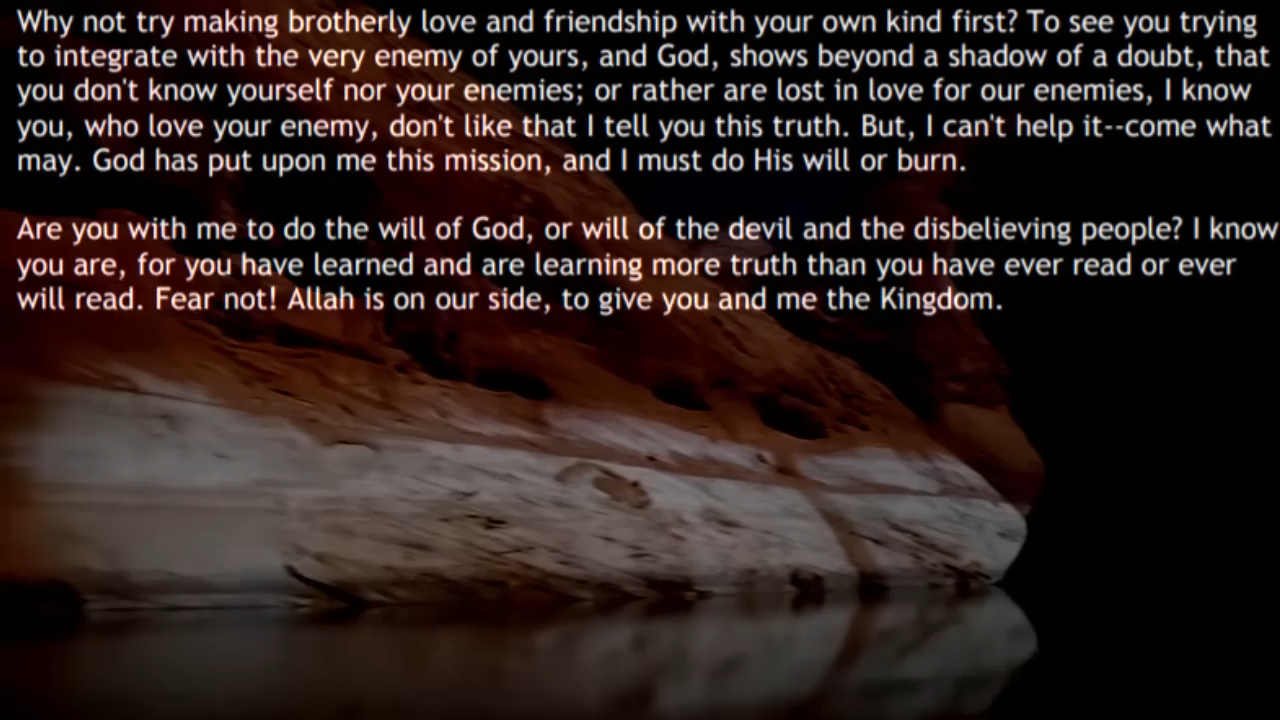 Why not try making brotherly love and friendship with your own kind first? To see you trying
to integrate with the very enemy of yours, and God, shows beyond a shadow of a doubt, that
you don't know yourself nor your enemies; or rather are lost in love for our enemies, I know
you, who love your enemy, don't like that I tell you this truth. But, I can't help it--come what
may. God has put upon me this mission, and I must do His will or burn.
Are you with me to do the will of God, or will of the devil and the disbelieving people? I know
you are, for you have learned and are learning more truth than you have ever read or ever
will read. Fear not! Allah is on our side, to give you and me the Kingdom.